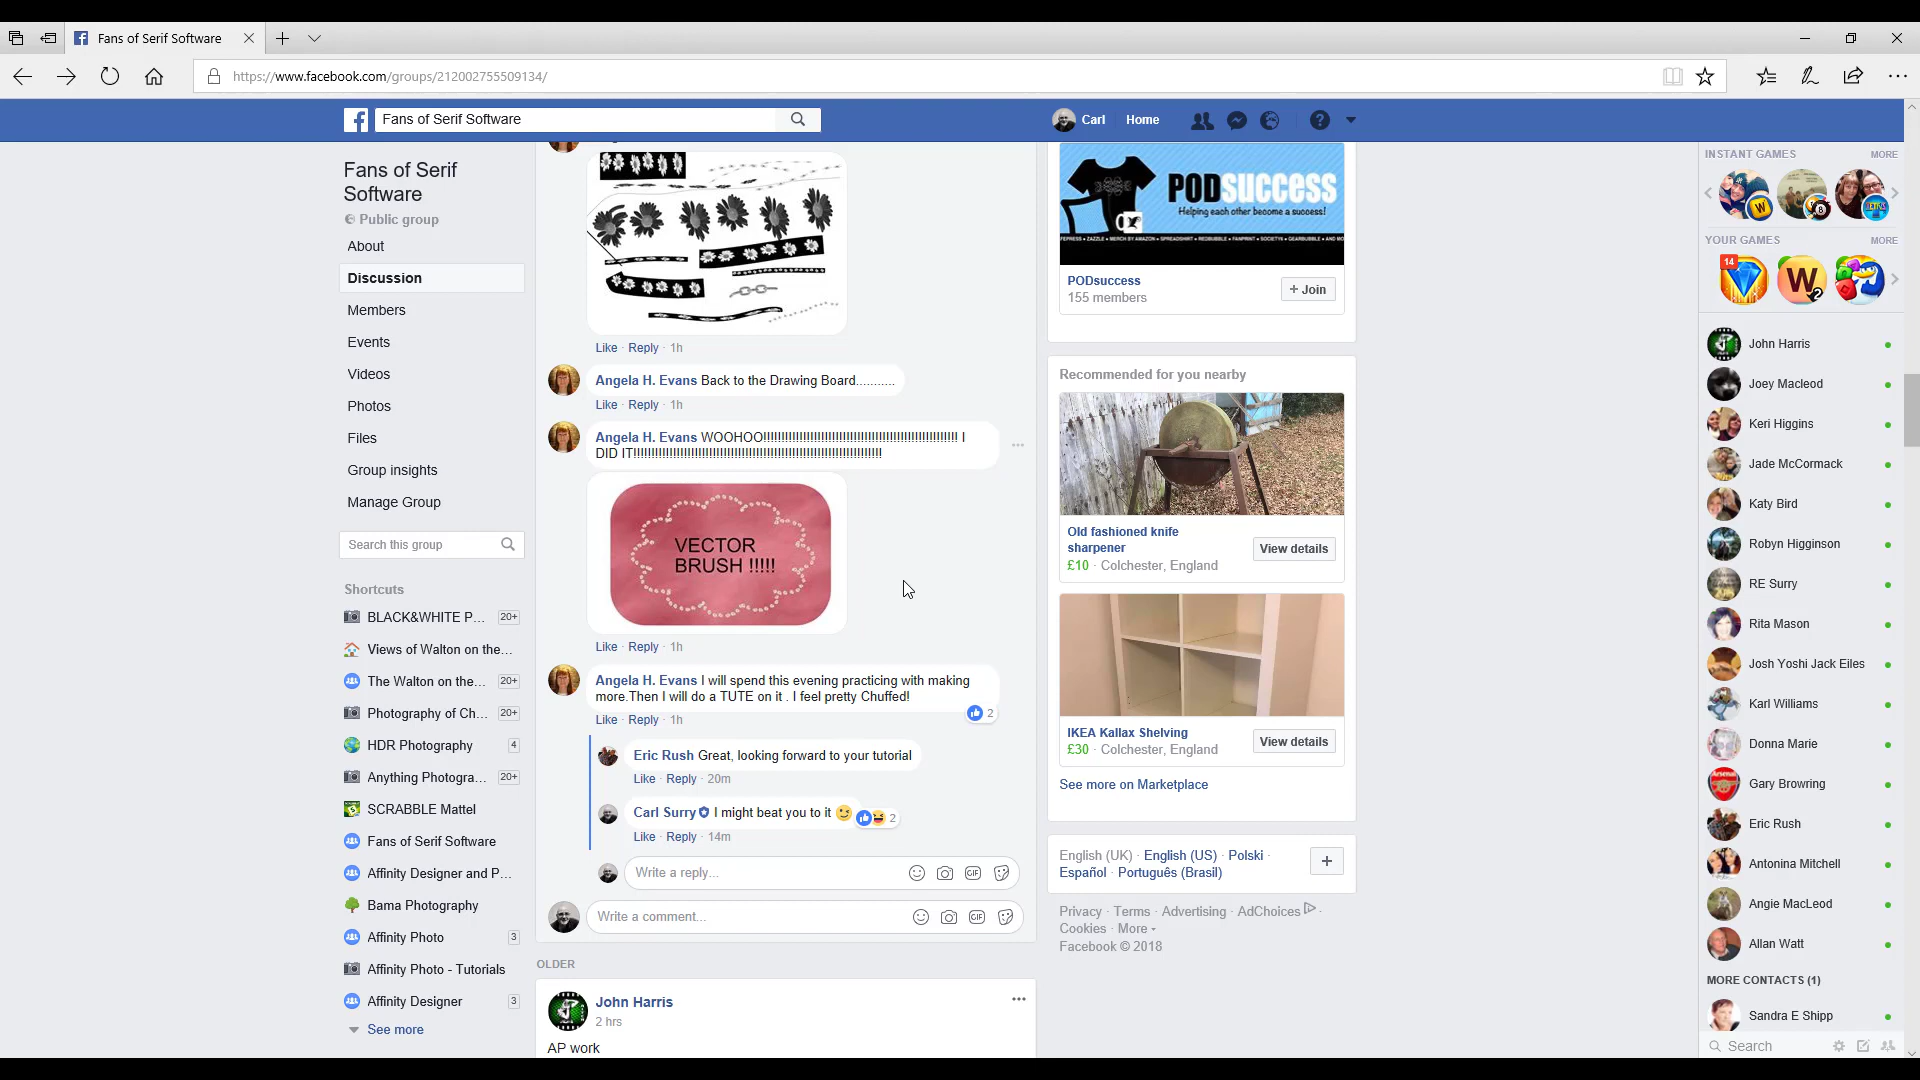 Fans of Serif Software
https://www.facebook.com/groups/212002755509134/
Fans of Serif Software
Carl
Home
Fans of Serif
Software
Public group
About
Discussion
Members
Events
Videos
Photos
Files
Group insights
Manage Group
Search this group
Shortcuts
BLACK&WHITE P... 20+
Views of Walton on the...
The Walton on the... 20+
Photography of Ch... 20+
HDR Photography 4
Anything Photogra... 20+
SCRABBLE Mattel
Fans of Serif Software
Affinity Designer and P...
Bama Photography
Affinity Photo 3
Affinity Photo - Tutorials
Affinity Designer 3
See more
Like · Reply · 1h
Angela H. Evans Back to the Drawing Board...........
Like · Reply · 1h
Angela H. Evans WOOHOO!!!!!!!!!!!!!!!!!!!!!!!!!!!!!!!!!!!!!!!!!!!!!!!!!!!!!! I
DID IT!!!!!!!!!!!!!!!!!!!!!!!!!!!!!!!!!!!!!!!!!!!!!!!!!!!!!!!!!!!!!!!!!!!!!
VECTOR
BRUSH !!!!!
Like · Reply · 1h
Angela H. Evans I will spend this evening practicing with making
more.Then I will do a TUTE on it . I feel pretty Chuffed!
2
Like · Reply · 1h
Eric Rush Great, looking forward to your tutorial
Like · Reply · 20m
Carl Surry I might beat you to it 😉 2
Like · Reply · 14m
Write a reply...
GIF
Write a comment...
GIF
OLDER
John Harris
2 hrs
AP work
PODSUCCESS
Helping each other become a success!
PODsuccess
155 members
+ Join
Recommended for you nearby
Old fashioned knife
sharpener
£10 · Colchester, England
View details
IKEA Kallax Shelving
£30 · Colchester, England
View details
See more on Marketplace
English (UK) · English (US) · Polski ·
Español · Português (Brasil)
Privacy · Terms · Advertising · AdChoices ·
Cookies · More
Facebook © 2018
INSTANT GAMES MORE
W
8
TETRIS
YOUR GAMES MORE
14
W
2
John Harris
Joey Macleod
Keri Higgins
Jade McCormack
Katy Bird
Robyn Higginson
RE Surry
Rita Mason
Josh Yoshi Jack Eiles
Karl Williams
Donna Marie
Gary Browring
Eric Rush
Antonina Mitchell
Angie MacLeod
Allan Watt
MORE CONTACTS (1)
Sandra E Shipp
Search